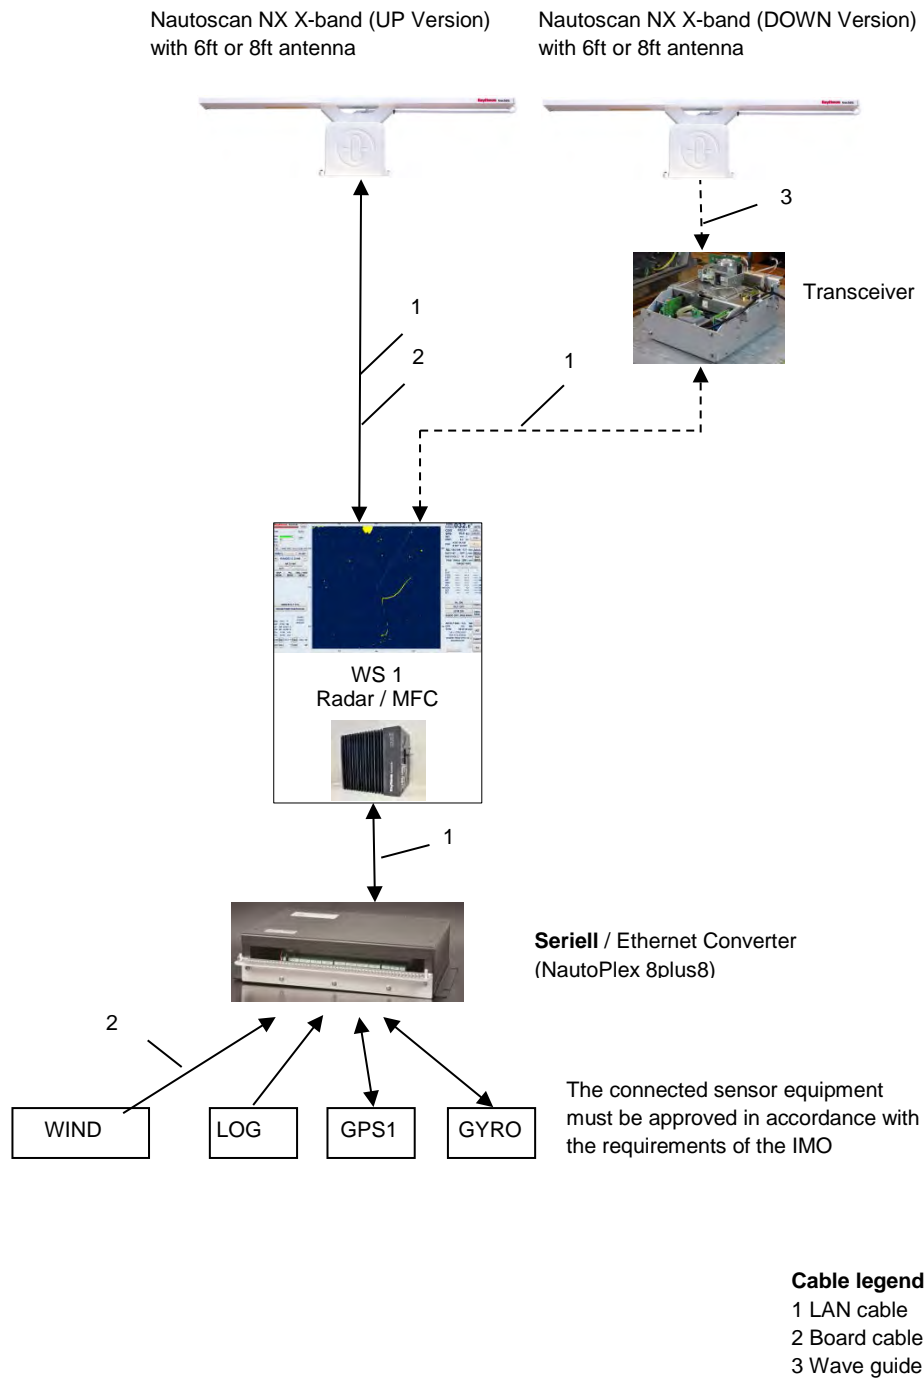 Nautoscan NX X-band (UP Version)
with 6ft or 8ft antenna
Nautoscan NX X-band (DOWN Version)
with 6ft or 8ft antenna
3
Transceiver
1
2
1
WS 1
Radar / MFC
1
Seriell / Ethernet Converter
(NautoPlex 8plus8)
2
WIND
LOG
GPS1
GYRO
The connected sensor equipment
must be approved in accordance with
the requirements of the IMO
Cable legend
1 LAN cable
2 Board cable
3 Wave guide